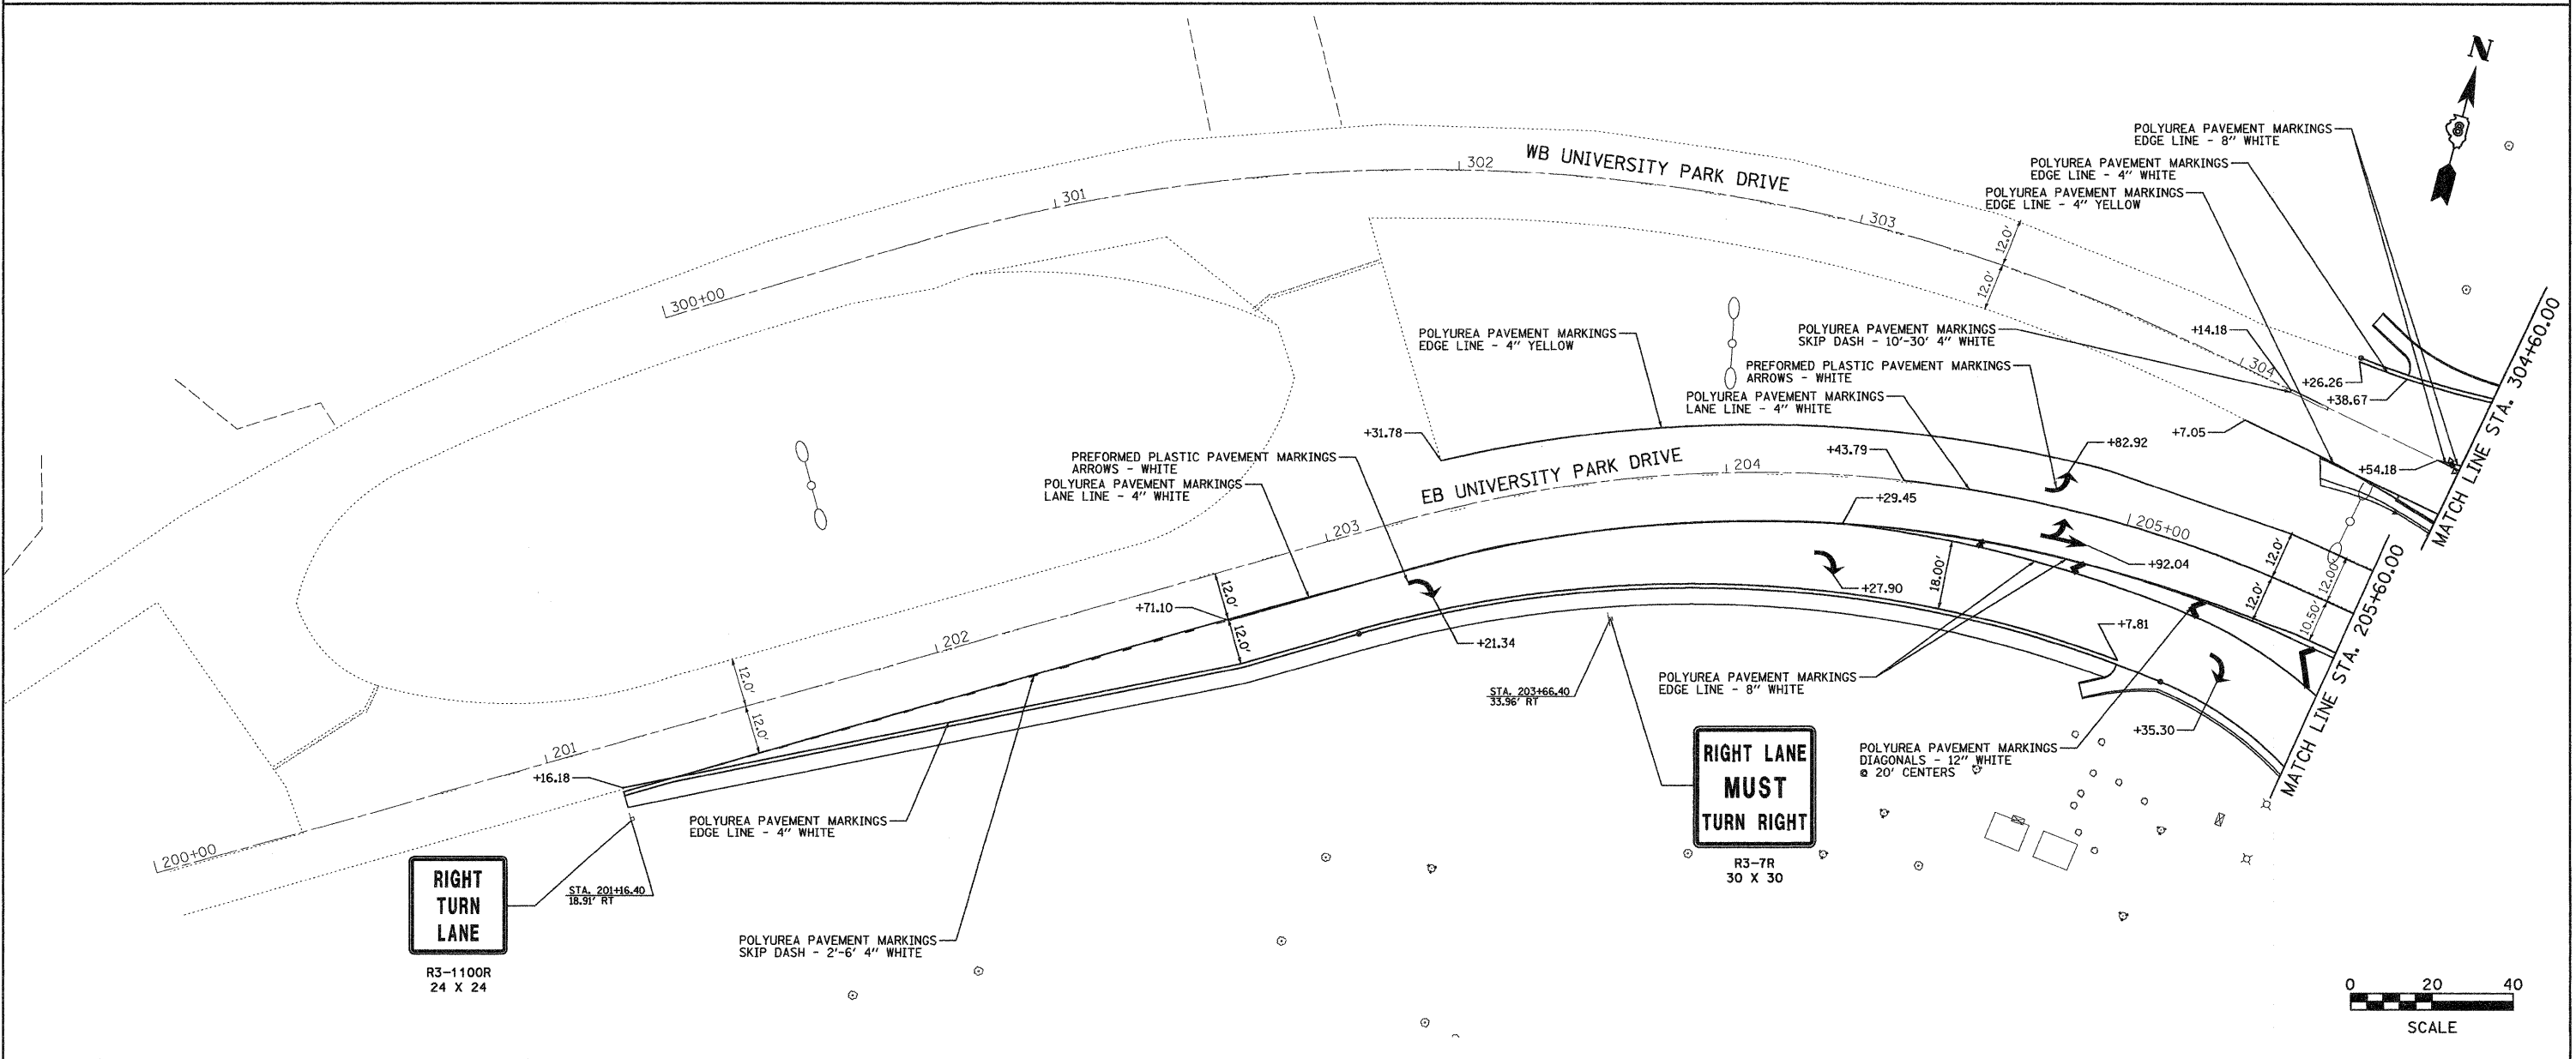 N
POLYUREA PAVEMENT MARKINGS
EDGE LINE - 8" WHITE
POLYUREA PAVEMENT MARKINGS
EDGE LINE - 4" WHITE
POLYUREA PAVEMENT MARKINGS
EDGE LINE - 4" YELLOW
WB UNIVERSITY PARK DRIVE
300+00
301
302
303
304
12.0'
12.0'
+14.18
+26.26
+38.67
+7.05
+54.18
MATCH LINE STA. 304+60.00
POLYUREA PAVEMENT MARKINGS
EDGE LINE - 4" YELLOW
POLYUREA PAVEMENT MARKINGS
SKIP DASH - 10'-30' 4" WHITE
PREFORMED PLASTIC PAVEMENT MARKINGS
ARROWS - WHITE
POLYUREA PAVEMENT MARKINGS
LANE LINE - 4" WHITE
+31.78
+43.79
+82.92
PREFORMED PLASTIC PAVEMENT MARKINGS
ARROWS - WHITE
POLYUREA PAVEMENT MARKINGS
LANE LINE - 4" WHITE
EB UNIVERSITY PARK DRIVE
200+00
201
202
203
204
205+00
+29.45
+92.04
12.0'
12.0'
12.00'
10.50'
MATCH LINE STA. 205+60.00
+71.10
12.0'
12.0'
+21.34
+27.90
18.00'
+7.81
12.0'
12.0'
+16.18
STA. 203+66.40
33.96' RT
POLYUREA PAVEMENT MARKINGS
EDGE LINE - 8" WHITE
+35.30
POLYUREA PAVEMENT MARKINGS
DIAGONALS - 12" WHITE
@ 20' CENTERS
RIGHT LANE
MUST
TURN RIGHT
R3-7R
30 X 30
POLYUREA PAVEMENT MARKINGS
EDGE LINE - 4" WHITE
STA. 201+16.40
18.91' RT
RIGHT
TURN
LANE
R3-1100R
24 X 24
POLYUREA PAVEMENT MARKINGS
SKIP DASH - 2'-6' 4" WHITE
0 20 40
SCALE